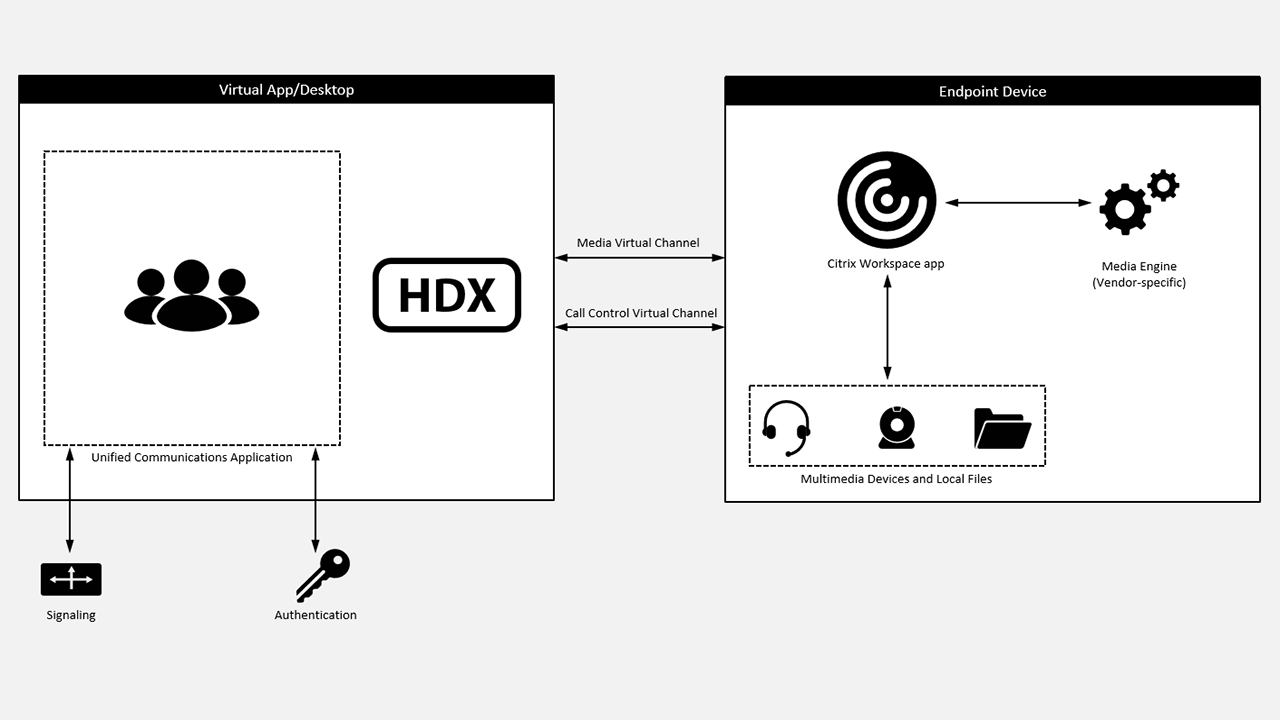 Virtual App/Desktop
HDX
Unified Communications Application
Signaling
Authentication
Media Virtual Channel
Call Control Virtual Channel
Endpoint Device
Citrix Workspace app
Media Engine
(Vendor-specific)
Multimedia Devices and Local Files